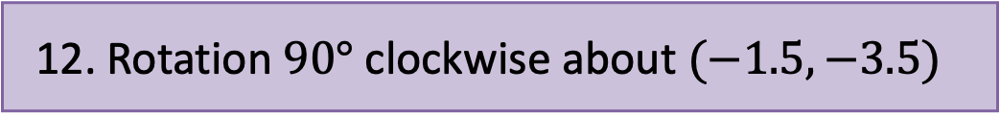 12. Rotation 90° clockwise about (−1.5, −3.5)